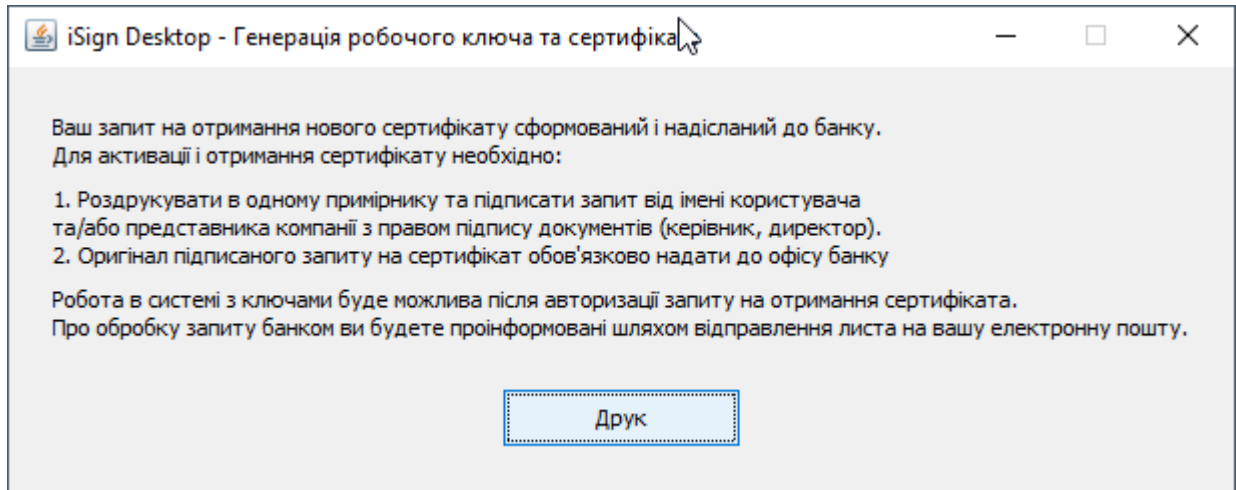 iSign Desktop - Генерація робочого ключа та сертифіка
Ваш запит на отримання нового сертифікату сформований і надісланий до банку.
Для активації і отримання сертифікату необхідно:
1. Роздрукувати в одному примірнику та підписати запит від імені користувача
та/або представника компанії з правом підпису документів (керівник, директор).
2. Оригінал підписаного запиту на сертифікат обов'язково надати до офісу банку
Робота в системі з ключами буде можлива після авторизації запиту на отримання сертифіката.
Про обробку запиту банком ви будете проінформовані шляхом відправлення листа на вашу електронну пошту.
Друк